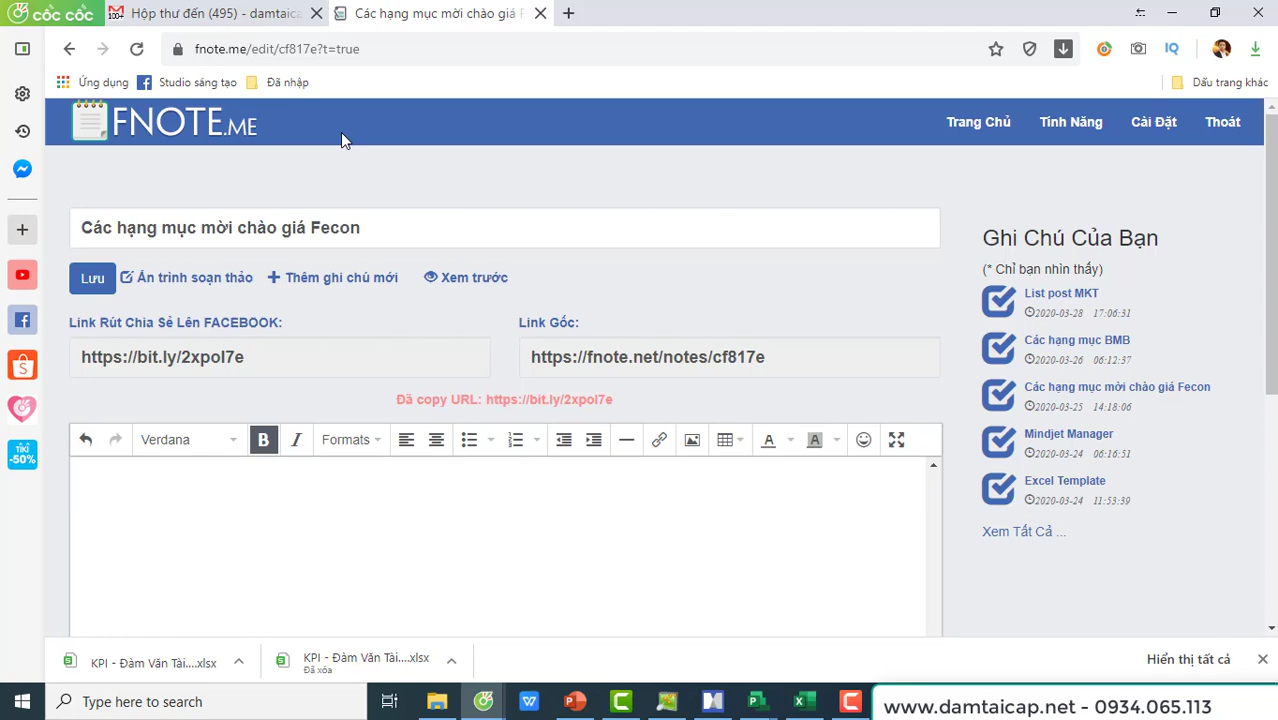 cốc cốc
100+
Hộp thư đến (495) - damtaica
Các hạng mục mời chào giá F
fnote.me/edit/cf817e?t=true
IQ
Ứng dụng
Studio sáng tạo
Đã nhập
Dấu trang khác
FNOTE.ME
Trang Chủ
Tính Năng
Cài Đặt
Thoát
Các hạng mục mời chào giá Fecon
Lưu
Ẩn trình soạn thảo
Thêm ghi chú mới
Xem trước
Link Rút Chia Sẻ Lên FACEBOOK:
Link Gốc:
https://bit.ly/2xpol7e
https://fnote.net/notes/cf817e
Đã copy URL: https://bit.ly/2xpol7e
Verdana
B
I
Formats
A
A
Ghi Chú Của Bạn
(* Chỉ bạn nhìn thấy)
List post MKT
2020-03-28 17:06:31
Các hạng mục BMB
2020-03-26 06:12:37
Các hạng mục mời chào giá Fecon
2020-03-25 14:18:06
Mindjet Manager
2020-03-24 06:16:51
Excel Template
2020-03-24 11:53:39
Xem Tất Cả ...
TIKI
-50%
KPI - Đàm Văn Tài....xlsx
KPI - Đàm Văn Tài....xlsx
Đã xóa
Hiển thị tất cả
Type here to search
www.damtaicap.net - 0934.065.113